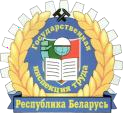 Государственная
инспекция труда
Республика Беларусь